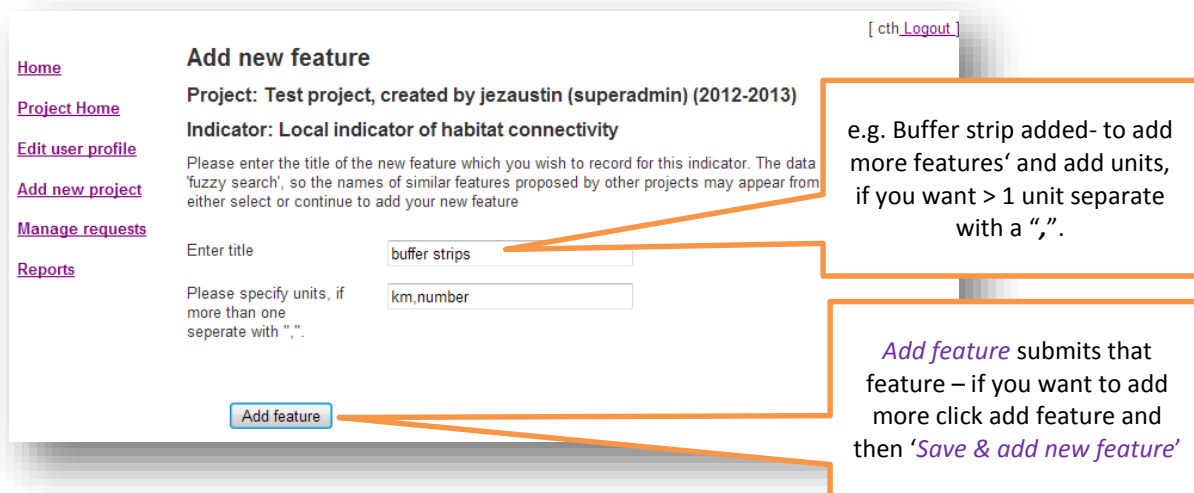 [ cth Logout ]
Home
Project Home
Edit user profile
Add new project
Manage requests
Reports
Add new feature
Project: Test project, created by jezaustin (superadmin) (2012-2013)
Indicator: Local indicator of habitat connectivity
Please enter the title of the new feature which you wish to record for this indicator. The data
'fuzzy search', so the names of similar features proposed by other projects may appear from
either select or continue to add your new feature
Enter title
buffer strips
Please specify units, if
more than one
seperate with ",".
km,number
Add feature
e.g. Buffer strip added- to add
more features‘ and add units,
if you want > 1 unit separate
with a “,”.
Add feature submits that
feature – if you want to add
more click add feature and
then ‘Save & add new feature’